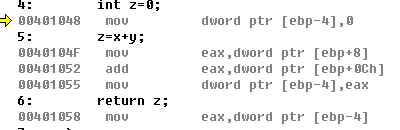 4: int z=0;
00401048 mov dword ptr [ebp-4],0
5: z=x+y;
0040104F mov eax,dword ptr [ebp+8]
00401052 add eax,dword ptr [ebp+0Ch]
00401055 mov dword ptr [ebp-4],eax
6: return z;
00401058 mov eax,dword ptr [ebp-4]